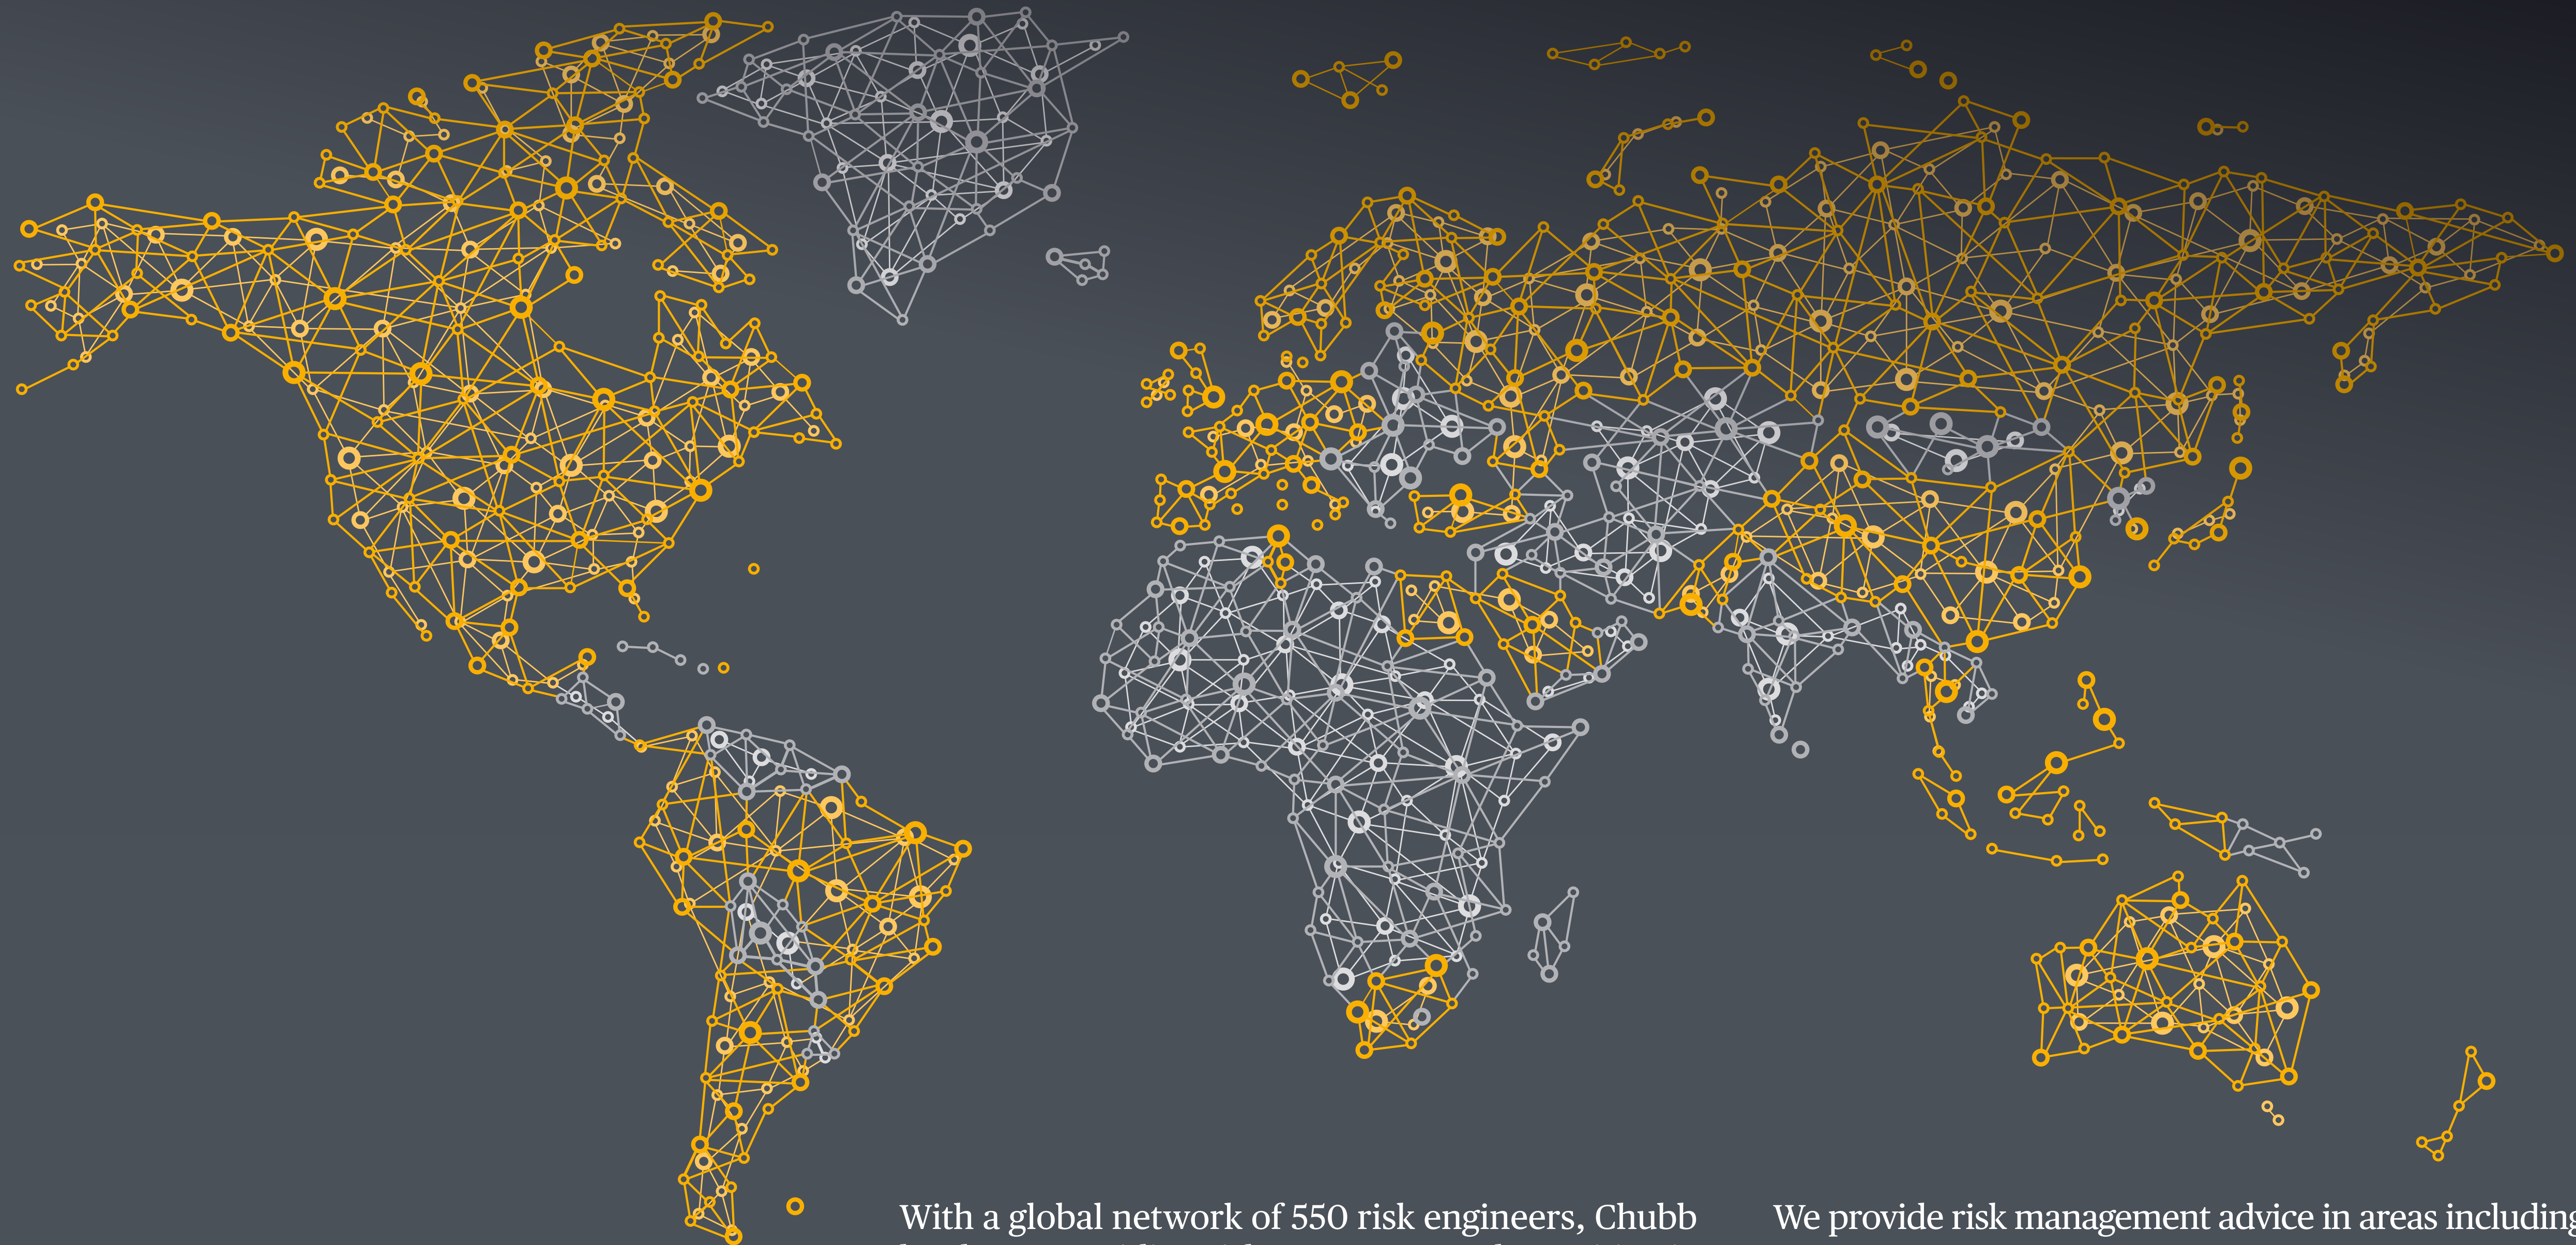 With a global network of 550 risk engineers, Chubb
We provide risk management advice in areas including